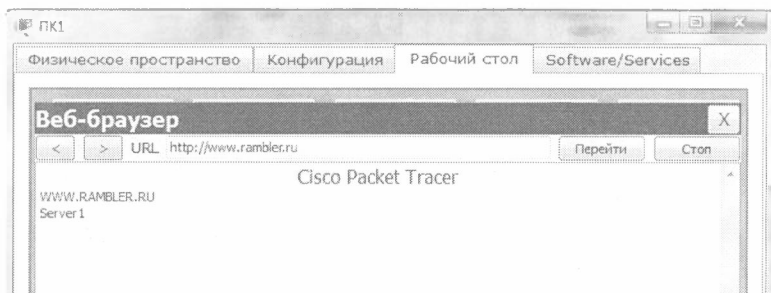 ПК1
Физическое пространство Конфигурация Рабочий стол Software/Services
Веб-браузер X
< > URL http://www.rambler.ru Перейти Стоп
Cisco Packet Tracer
WWW.RAMBLER.RU
Server1